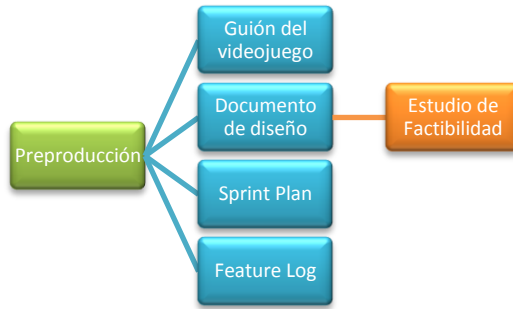 Guión del
videojuego
Documento
de diseño
Estudio de
Factibilidad
Preproducción
Sprint Plan
Feature Log